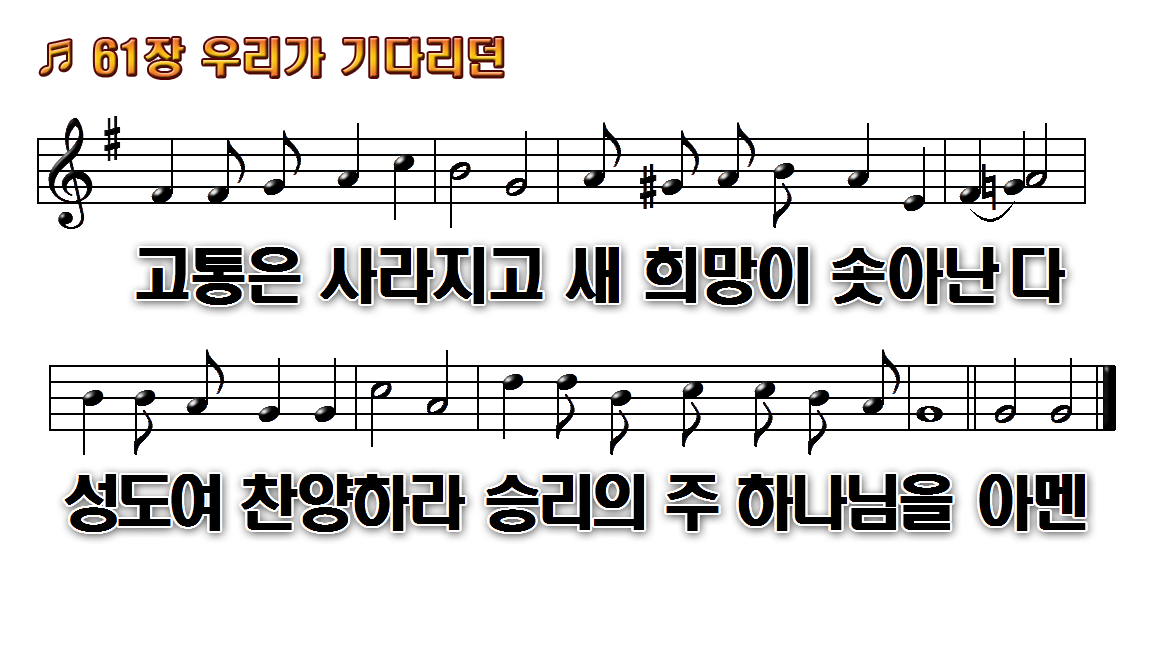 61장 우리가 기다리던
고통은 사라지고 새 희망이 솟아난 다
성도여 찬양하라 승리의 주 하나님을 아멘